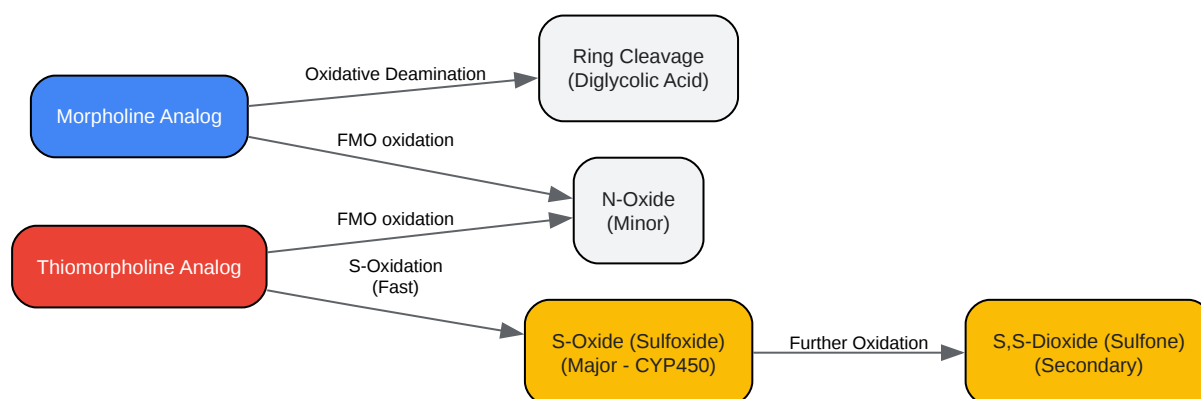 Ring Cleavage
(Diglycolic Acid)
Oxidative Deamination
Morpholine Analog
FMO oxidation
N-Oxide
(Minor)
FMO oxidation
Thiomorpholine Analog
S-Oxidation
(Fast)
S-Oxide (Sulfoxide)
(Major - CYP450)
Further Oxidation
S,S-Dioxide (Sulfone)
(Secondary)